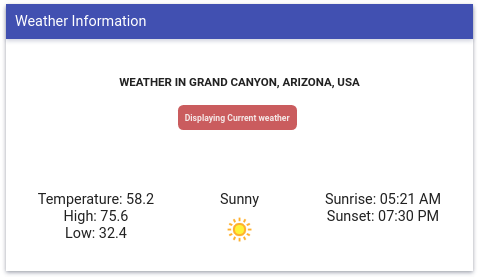 Weather Information
WEATHER IN GRAND CANYON, ARIZONA, USA
Displaying Current weather
Temperature: 58.2
High: 75.6
Low: 32.4
Sunny
Sunrise: 05:21 AM
Sunset: 07:30 PM